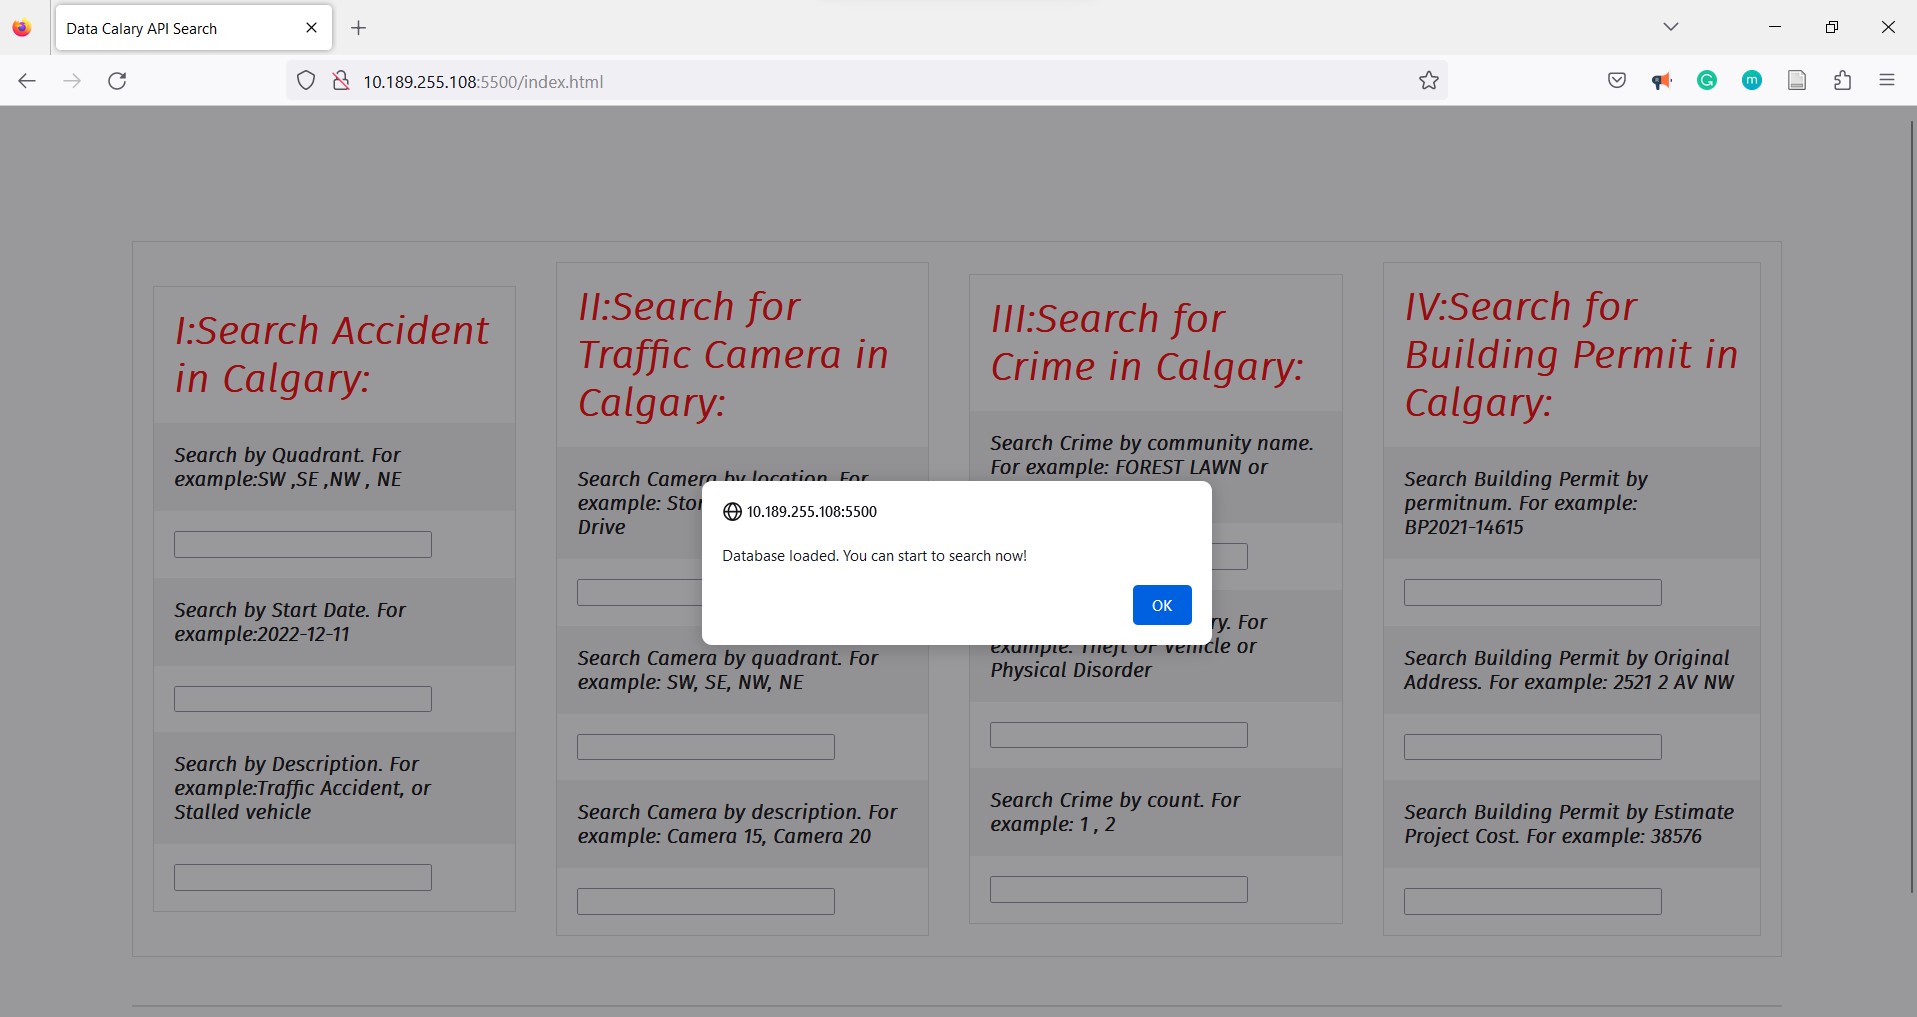 Data Calary API Search
10.189.255.108:5500/index.html
I:Search Accident
in Calgary:
Search by Quadrant. For
example:SW ,SE ,NW , NE
Search by Start Date. For
example:2022-12-11
Search by Description. For
example:Traffic Accident, or
Stalled vehicle
II:Search for
Traffic Camera in
Calgary:
Search Camera by location. For
example:
Drive
Search Camera by quadrant. For
example: SW, SE, NW, NE
Search Camera by description. For
example: Camera 15, Camera 20
III:Search for
Crime in Calgary:
Search Crime by community name.
For example: FOREST LAWN or
For
example: Theft OF Vehicle or
Physical Disorder
Search Crime by count. For
example: 1 , 2
IV:Search for
Building Permit in
Calgary:
Search Building Permit by
permitnum. For example:
BP2021-14615
Search Building Permit by Original
Address. For example: 2521 2 AV NW
Search Building Permit by Estimate
Project Cost. For example: 38576
10.189.255.108:5500
Database loaded. You can start to search now!
OK